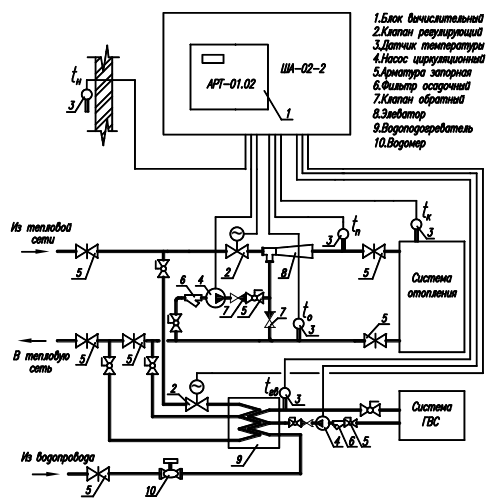 1.Блок вычислительный
2.Клапан регулирующий
3.Датчик температуры
4.Насос циркуляционный
5.Арматура запорная
6.Фильтр осадочный
7.Клапан обратный
8.Элеватор
9.Водоподогреватель
10.Водомер
ША-02-2
АРТ-01.02
1
tн
3
tп
3
tк
3
Из тепловой
сети
5
2
8
5
Система
отопления
6
4
7
5
7
tо
3
5
В тепловую
сеть
5
5
2
tгв
3
Система
ГВС
4
6
5
9
Из водопровода
5
10